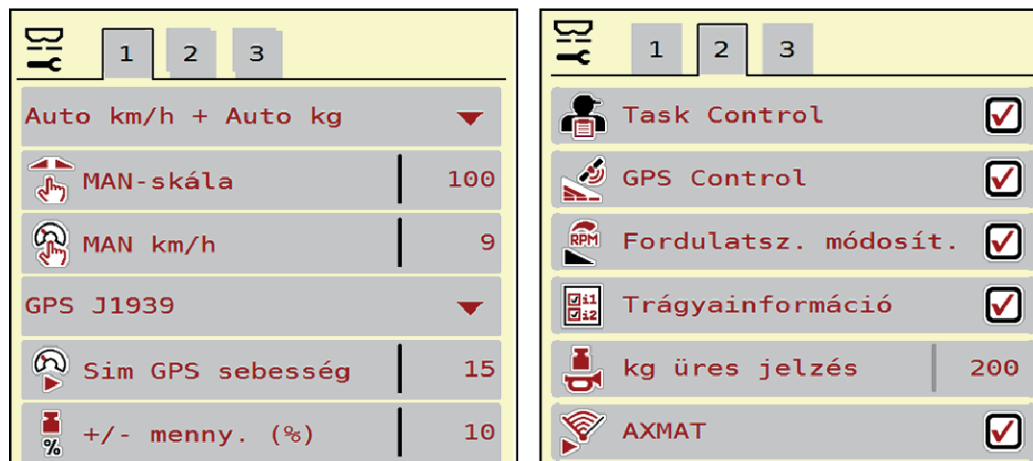 1 2 3
Auto km/h + Auto kg
MAN-skála 100
MAN km/h 9
GPS J1939
Sim GPS sebesség 15
% +/- menny. (%) 10
1 2 3
Task Control
GPS Control
RPM Fordulatsz. módosít.
i1 i2 Trágyainformáció
kg üres jelzés 200
AXMAT